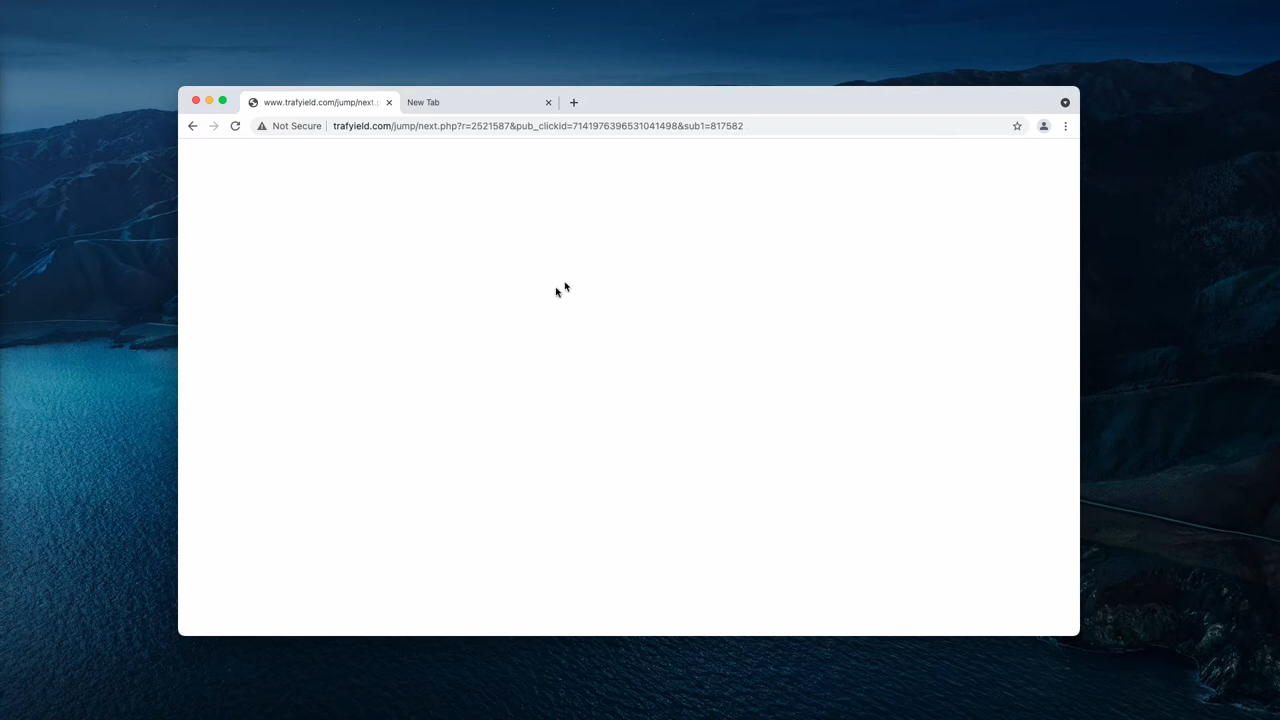 www.trafyield.com/jump/next.p
New Tab
Not Secure
trafyield.com/jump/next.php?r=2521587&pub_clickid=7141976396531041498&sub1=817582